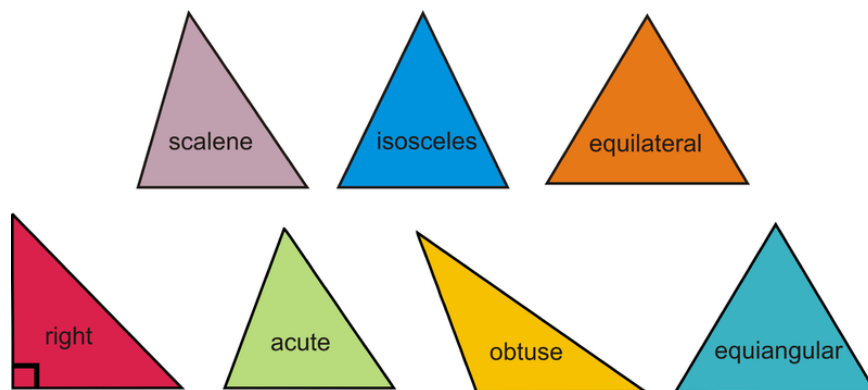 scalene
isosceles
equilateral
right
acute
obtuse
equiangular